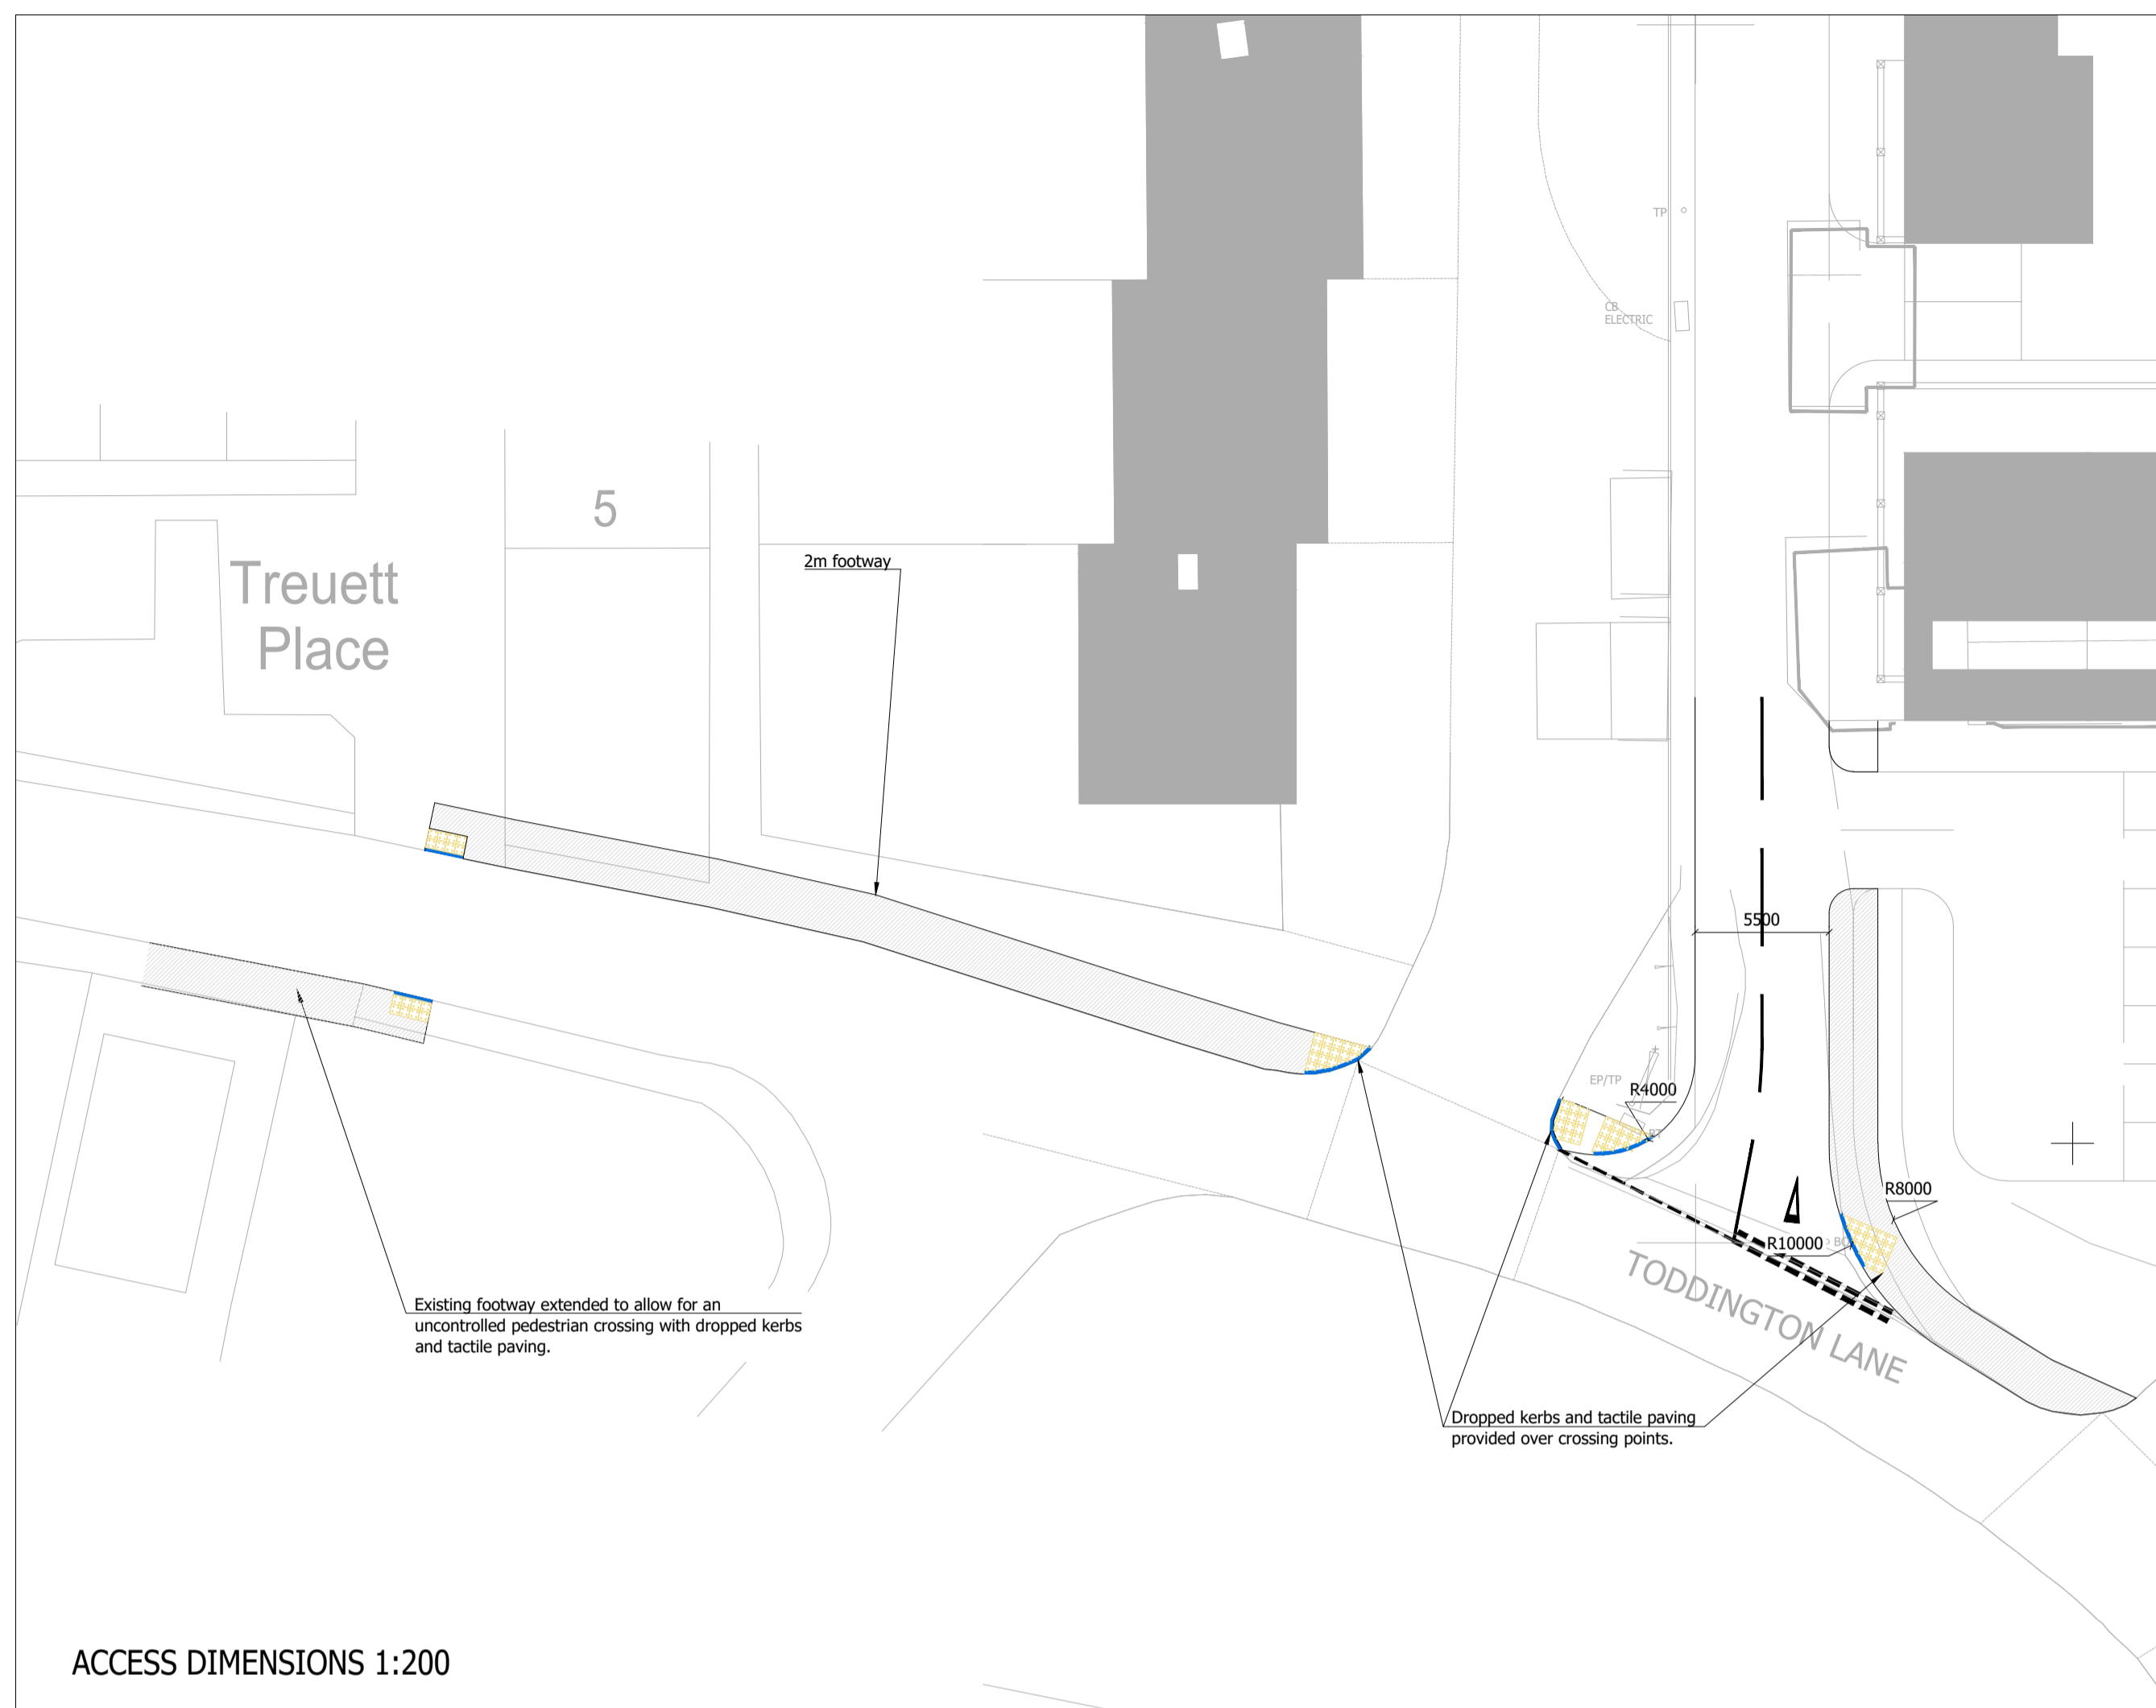 TP
CB
ELECTRIC
5
Treuett
Place
2m footway
5500
EP/TP
R4000
BT
R8000
R10000
BO
TODDINGTON LANE
Existing footway extended to allow for an
uncontrolled pedestrian crossing with dropped kerbs
and tactile paving.
Dropped kerbs and tactile paving
provided over crossing points.
ACCESS DIMENSIONS 1:200